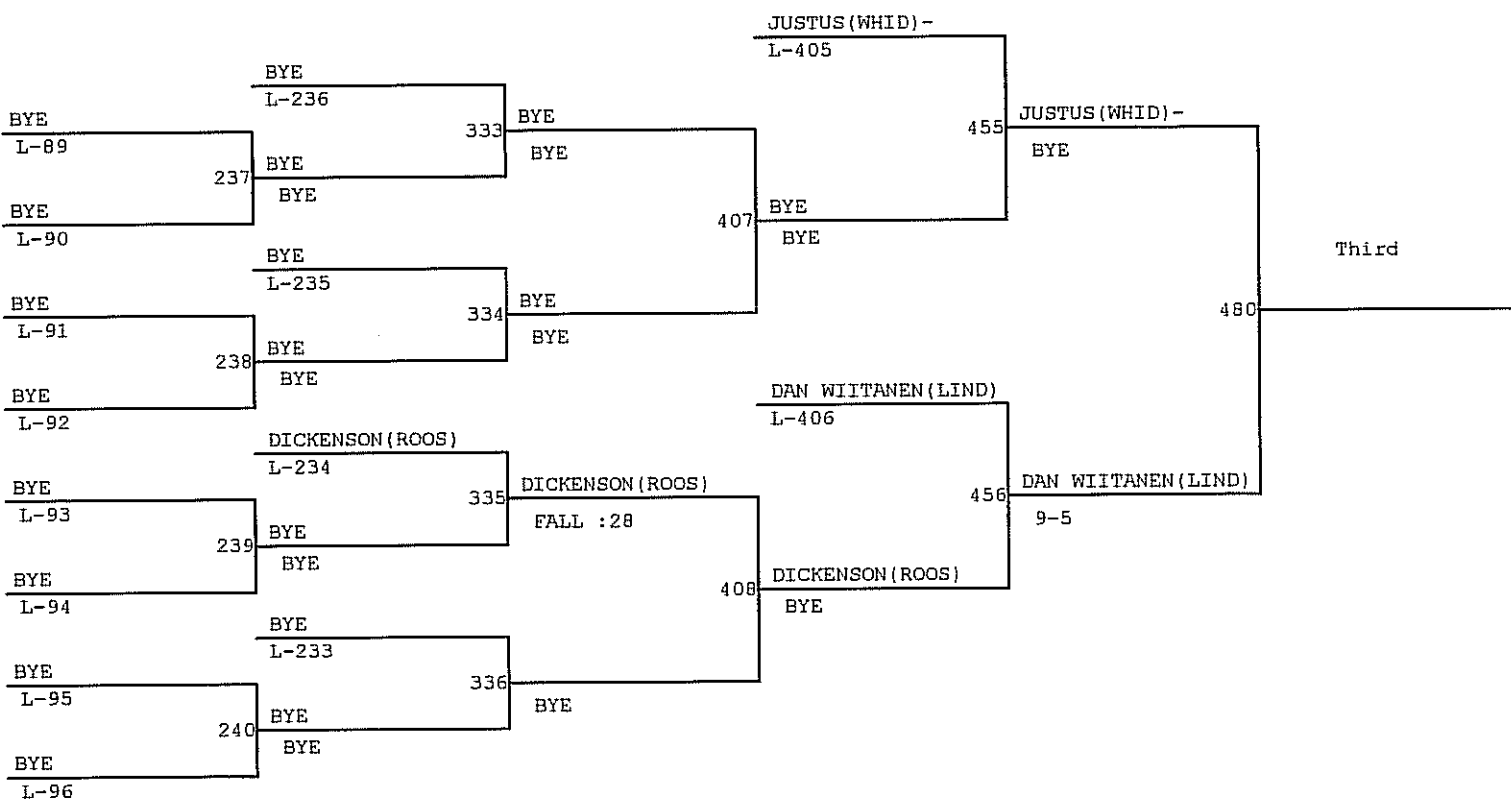 JUSTUS(WHID)-
L-405
BYE
L-236
BYE
L-89
333
BYE
BYE
455
JUSTUS(WHID)-
BYE
237
BYE
BYE
BYE
L-90
407
BYE
BYE
BYE
L-235
Third
BYE
L-91
334
BYE
BYE
480
238
BYE
BYE
BYE
L-92
DAN WIITANEN(LIND)
L-406
DICKENSON(ROOS)
L-234
BYE
L-93
335
DICKENSON(ROOS)
FALL :28
456
DAN WIITANEN(LIND)
9-5
239
BYE
BYE
BYE
L-94
408
DICKENSON(ROOS)
BYE
BYE
L-233
BYE
L-95
336
BYE
240
BYE
BYE
BYE
L-96